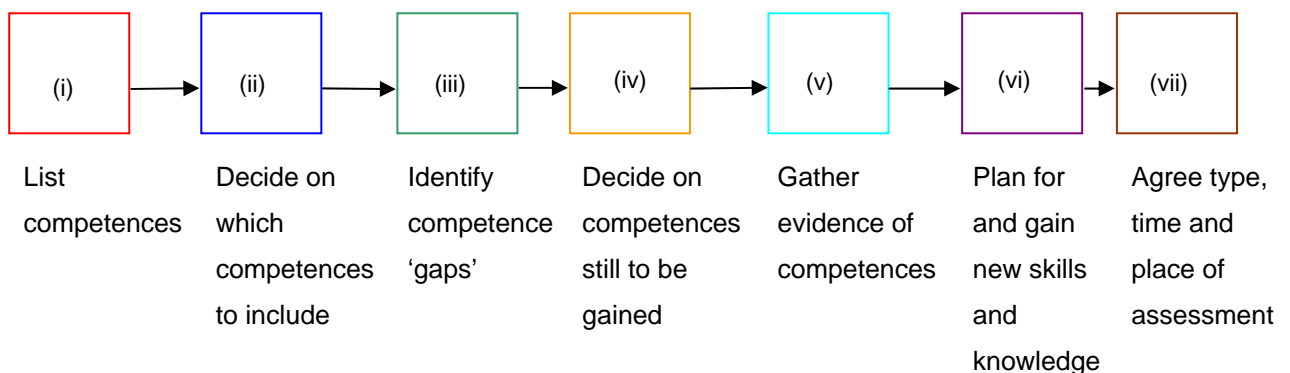 (i)
(ii)
(iii)
(iv)
(v)
(vi)
(vii)
List
competences
Decide on
which
competences
to include
Identify
competence
‘gaps’
Decide on
competences
still to be
gained
Gather
evidence of
competences
Plan for
and gain
new skills
and
knowledge
Agree type,
time and
place of
assessment